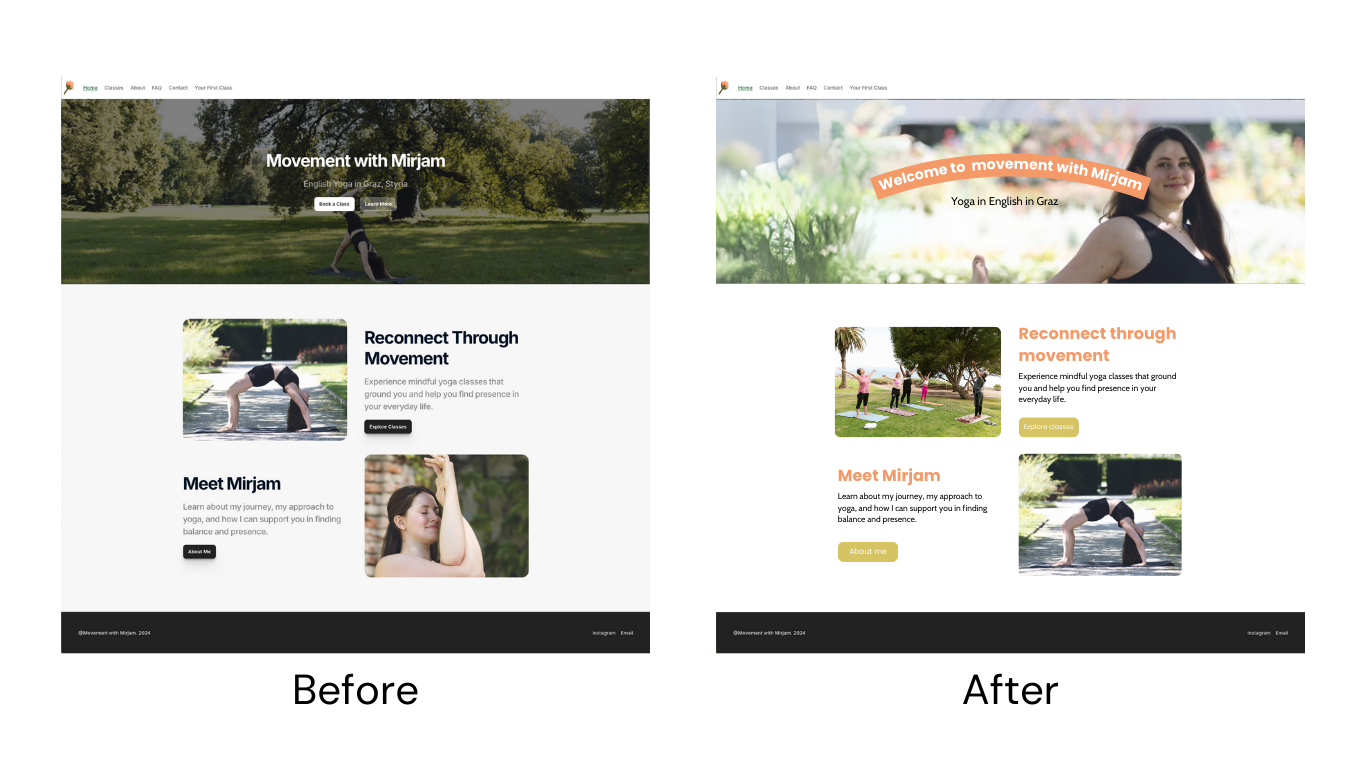 Home Classes About FAQ Contact Your First Class
Movement with Mirjam
English Yoga in Graz, Styria
Book a Class Learn More
Reconnect Through
Movement
Experience mindful yoga classes that
ground you and help you find presence in
your everyday life.
Explore Classes
Meet Mirjam
Learn about my journey, my approach to
yoga, and how I can support you in finding
balance and presence.
About Me
@Movement with Mirjam. 2024
Instagram Email
Before
Home Classes About FAQ Contact Your First Class
Welcome to movement with Mirjam
Yoga in English in Graz
Reconnect through
movement
Experience mindful yoga classes that ground
you and help you find presence in your
everyday life.
Explore classes
Meet Mirjam
Learn about my journey, my approach to
yoga, and how I can support you in finding
balance and presence.
About me
@Movement with Mirjam. 2024
Instagram Email
After